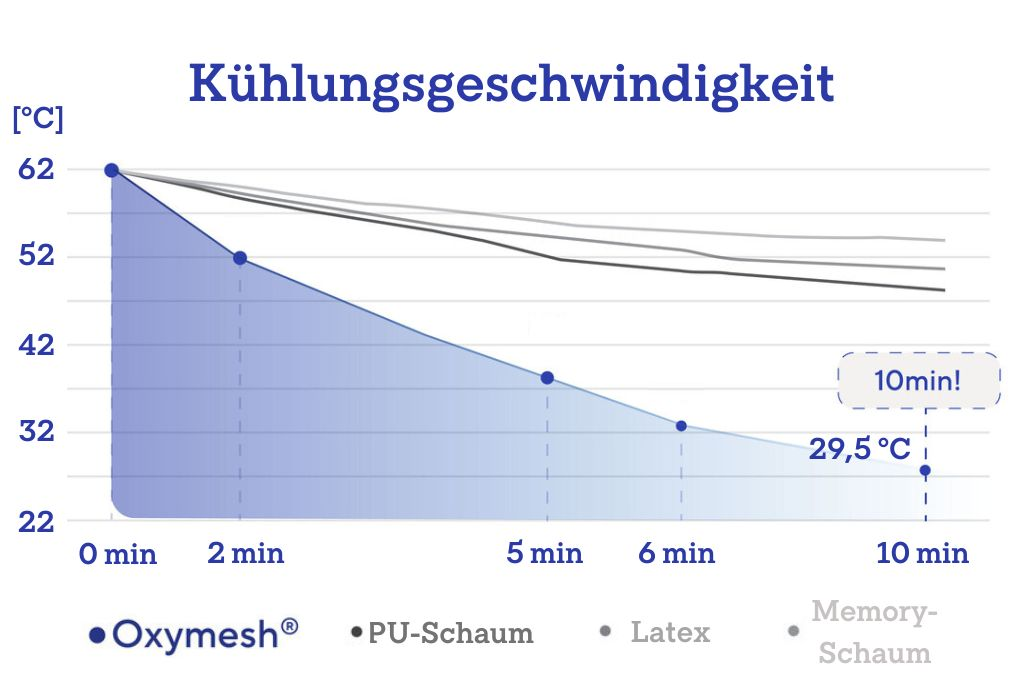 Kühlungsgeschwindigkeit
[°C]
62
52
42
10min!
32
29,5 °C
22
0 min 2 min 5 min 6 min 10 min
Oxymesh® PU-Schaum Latex Memory-
Schaum